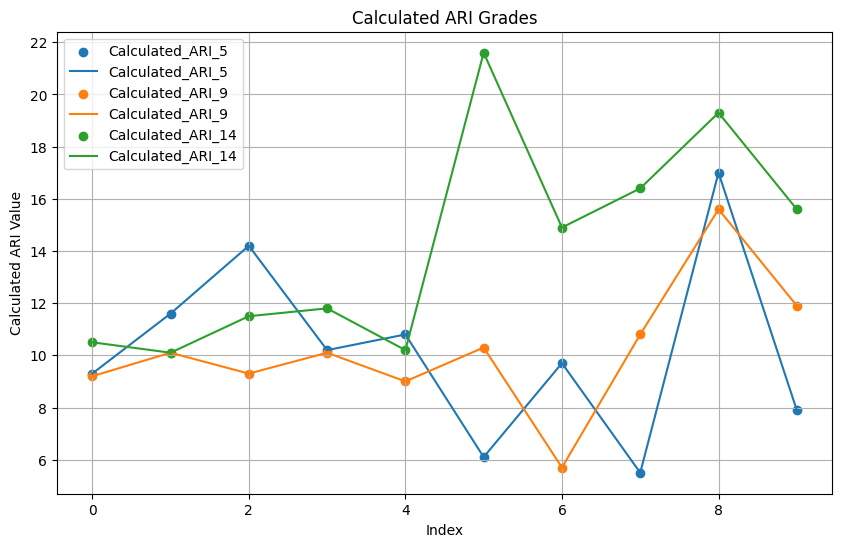 Calculated ARI Grades
Calculated_ARI_5
Calculated_ARI_5
Calculated_ARI_9
Calculated_ARI_9
Calculated_ARI_14
Calculated_ARI_14
Calculated ARI Value
22
20
18
16
14
12
10
8
6
0 2 4 6 8
Index